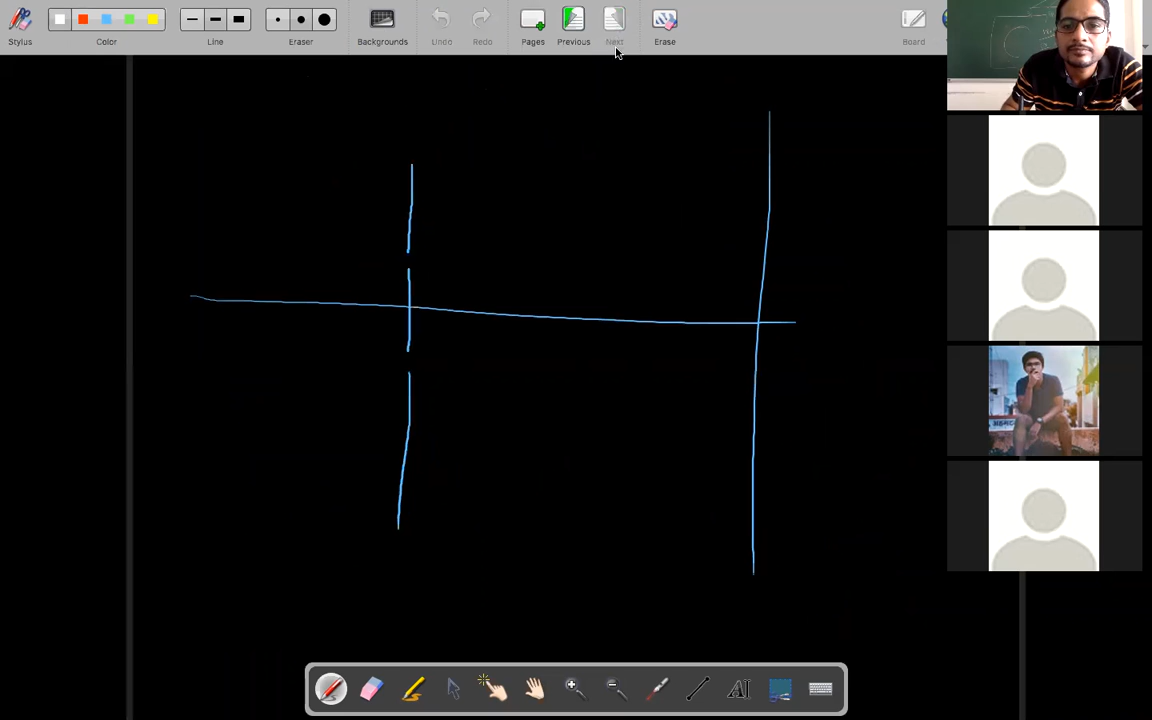 Stylus
Color
Line
Eraser
Backgrounds
Undo
Redo
Pages
Previous
Next
Erase
Board